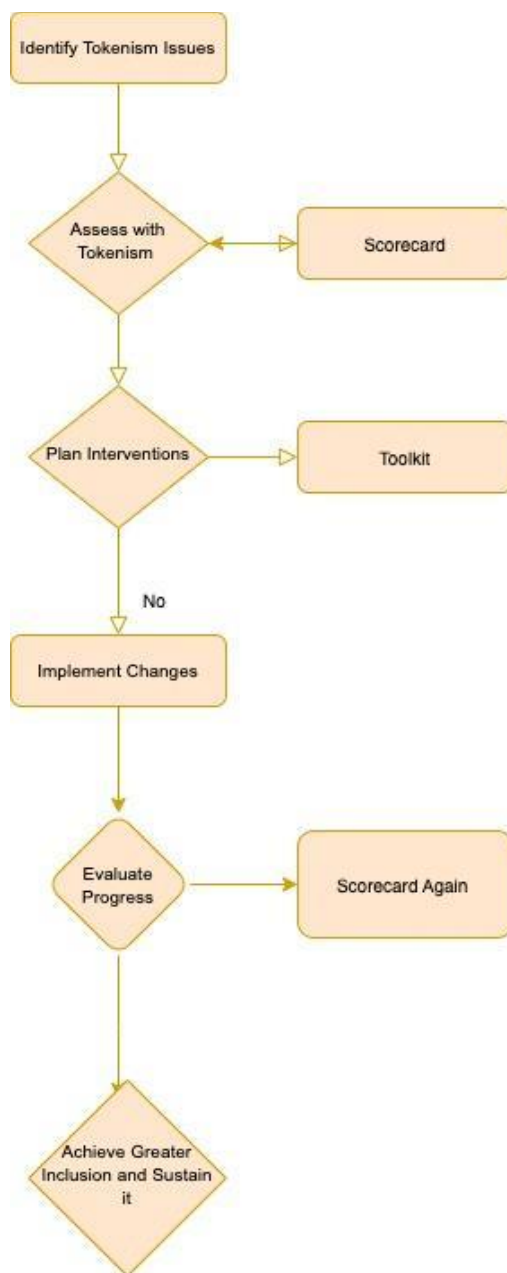 Identify Tokenism Issues
Assess with
Tokenism
Scorecard
Plan Interventions
Toolkit
No
Implement Changes
Evaluate
Progress
Scorecard Again
Achieve Greater
Inclusion and Sustain
it